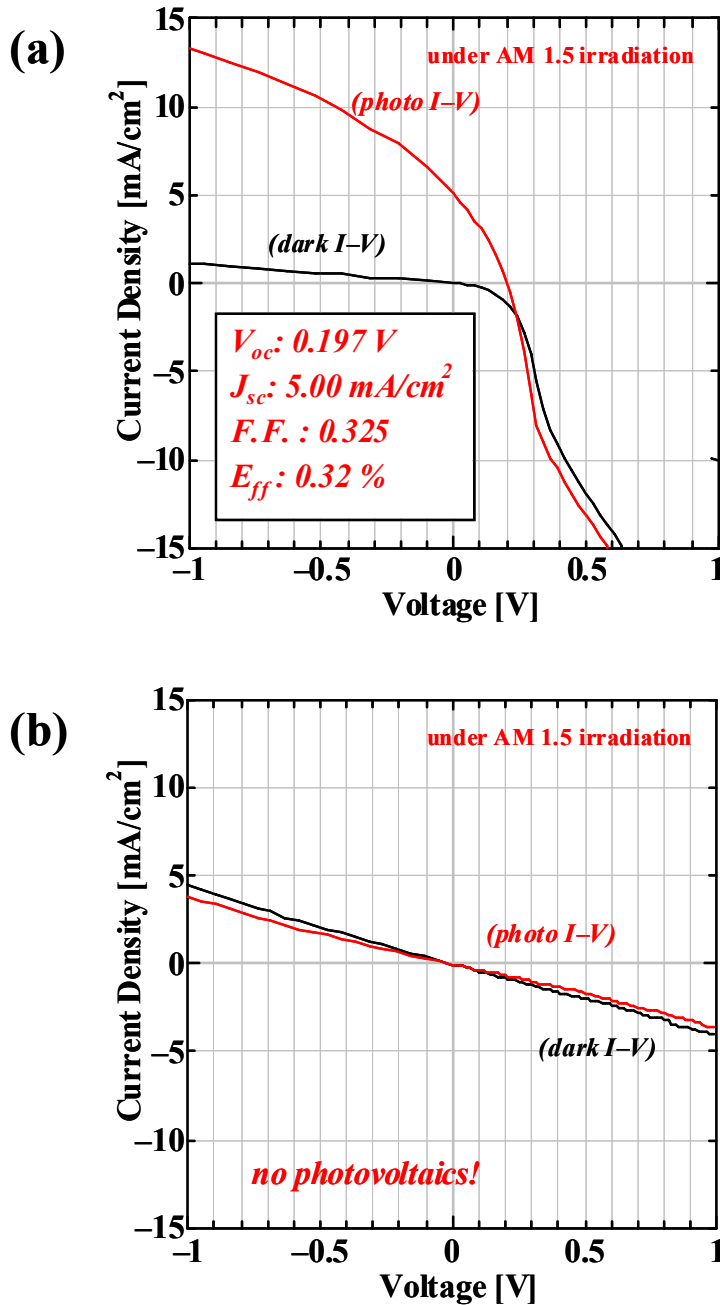 (a)
under AM 1.5 irradiation
(photo I–V)
(dark I–V)
V_oc: 0.197 V
J_sc: 5.00 mA/cm²
F.F. : 0.325
E_ff: 0.32 %
Current Density [mA/cm²]
15
10
5
0
−5
−10
−15
−1
−0.5
0
0.5
1
Voltage [V]
(b)
under AM 1.5 irradiation
(photo I–V)
(dark I–V)
no photovoltaics!
Current Density [mA/cm²]
15
10
5
0
−5
−10
−15
−1
−0.5
0
0.5
1
Voltage [V]